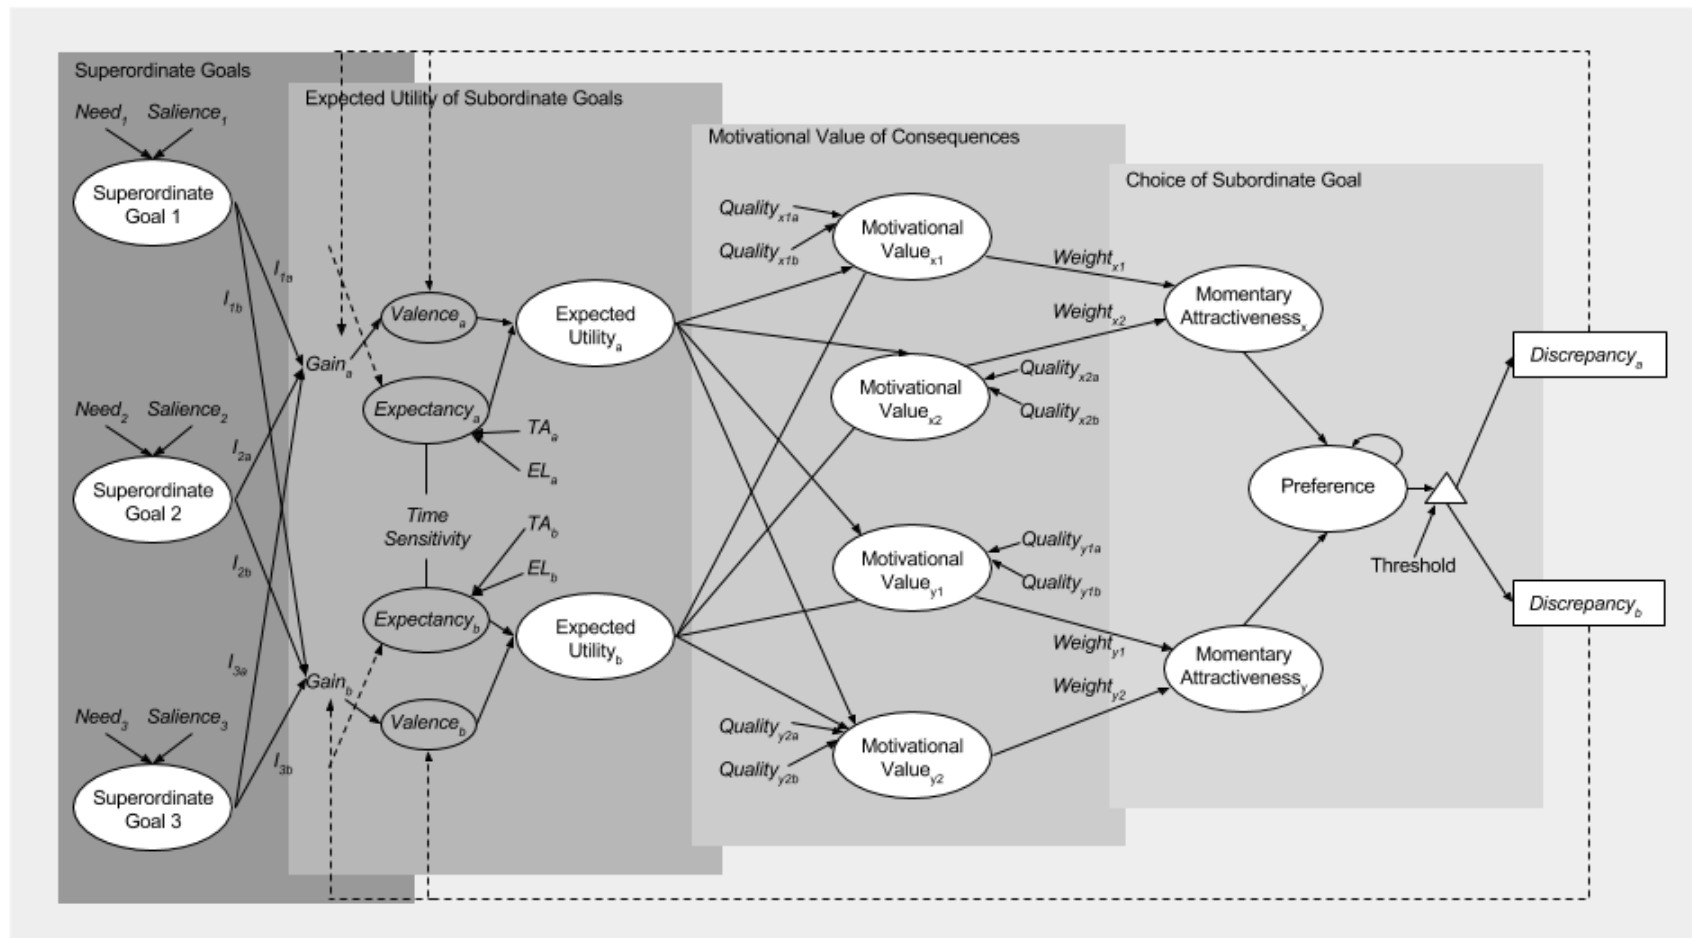 Superordinate Goals
Need1 Salience1
Superordinate
Goal 1
I1a
I1b
Need2 Salience2
Superordinate
Goal 2
I2a
I2b
Need3 Salience3
Superordinate
Goal 3
I3a
I3b
Expected Utility of Subordinate Goals
Gaina
Valencea
Expectancya
TAa
ELa
Time
Sensitivity
TAb
ELb
Expectancyb
Gainb
Valenceb
Expected
Utilitya
Expected
Utilityb
Motivational Value of Consequences
Qualityx1a
Qualityx1b
Motivational
Valuex1
Motivational
Valuex2
Qualityx2a
Qualityx2b
Motivational
Valuey1
Qualityy1a
Qualityy1b
Qualityy2a
Qualityy2b
Motivational
Valuey2
Choice of Subordinate Goal
Weightx1
Weightx2
Momentary
Attractivenessx
Weighty1
Weighty2
Momentary
Attractivenessy
Preference
Threshold
Discrepancya
Discrepancyb